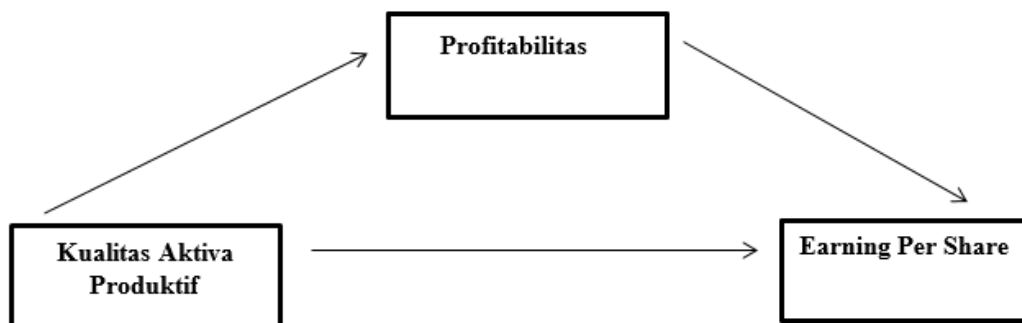 Profitabilitas
Kualitas Aktiva
Produktif
Earning Per Share